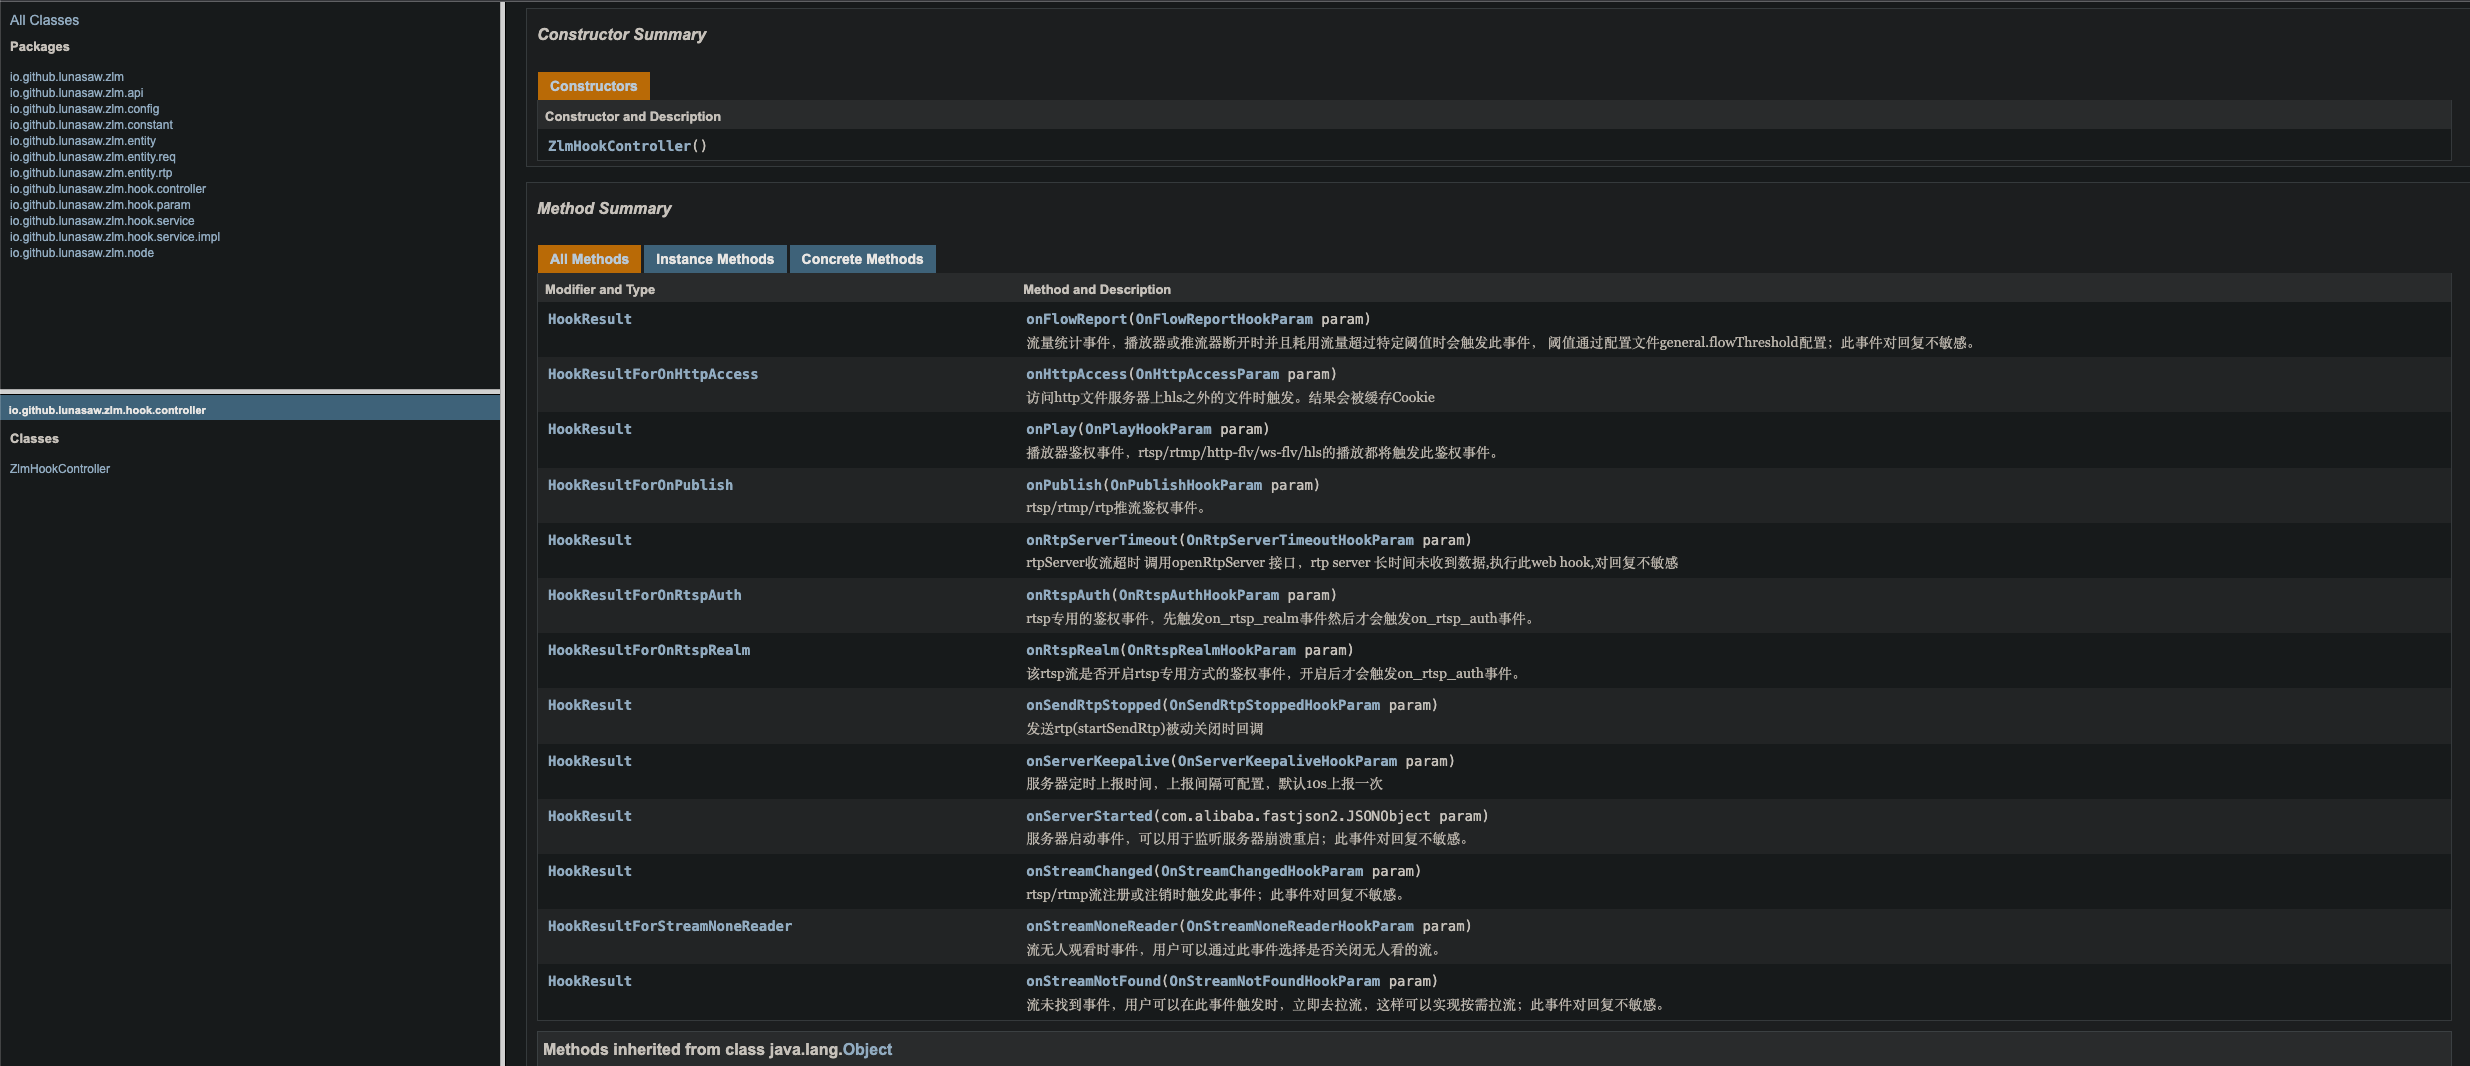 All Classes
Packages
io.github.lunasaw.zlm
io.github.lunasaw.zlm.api
io.github.lunasaw.zlm.config
io.github.lunasaw.zlm.constant
io.github.lunasaw.zlm.entity
io.github.lunasaw.zlm.entity.req
io.github.lunasaw.zlm.entity.rtp
io.github.lunasaw.zlm.hook.controller
io.github.lunasaw.zlm.hook.param
io.github.lunasaw.zlm.hook.service
io.github.lunasaw.zlm.hook.service.impl
io.github.lunasaw.zlm.node
io.github.lunasaw.zlm.hook.controller
Classes
ZlmHookController
Constructor Summary
Constructors
Constructor and Description
ZlmHookController()
Method Summary
All Methods Instance Methods Concrete Methods
Modifier and Type Method and Description
HookResult onFlowReport(OnFlowReportHookParam param)
流量统计事件，播放器或推流器断开时并且耗用流量超过特定阈值时会触发此事件， 阈值通过配置文件general.flowThreshold配置；此事件对回复不敏感。
HookResultForOnHttpAccess onHttpAccess(OnHttpAccessParam param)
访问http文件服务器上hls之外的文件时触发。结果会被缓存Cookie
HookResult onPlay(OnPlayHookParam param)
播放器鉴权事件，rtsp/rtmp/http-flv/ws-flv/hls的播放都将触发此鉴权事件。
HookResultForOnPublish onPublish(OnPublishHookParam param)
rtsp/rtmp/rtp推流鉴权事件。
HookResult onRtpServerTimeout(OnRtpServerTimeoutHookParam param)
rtpServer收流超时 调用openRtpServer 接口，rtp server 长时间未收到数据,执行此web hook,对回复不敏感
HookResultForOnRtspAuth onRtspAuth(OnRtspAuthHookParam param)
rtsp专用的鉴权事件，先触发on_rtsp_realm事件然后才会触发on_rtsp_auth事件。
HookResultForOnRtspRealm onRtspRealm(OnRtspRealmHookParam param)
该rtsp流是否开启rtsp专用方式的鉴权事件，开启后才会触发on_rtsp_auth事件。
HookResult onSendRtpStopped(OnSendRtpStoppedHookParam param)
发送rtp(startSendRtp)被动关闭时回调
HookResult onServerKeepalive(OnServerKeepaliveHookParam param)
服务器定时上报时间，上报间隔可配置，默认10s上报一次
HookResult onServerStarted(com.alibaba.fastjson2.JSONObject param)
服务器启动事件，可以用于监听服务器崩溃重启；此事件对回复不敏感。
HookResult onStreamChanged(OnStreamChangedHookParam param)
rtsp/rtmp流注册或注销时触发此事件；此事件对回复不敏感。
HookResultForStreamNoneReader onStreamNoneReader(OnStreamNoneReaderHookParam param)
流无人观看时事件，用户可以通过此事件选择是否关闭无人看的流。
HookResult onStreamNotFound(OnStreamNotFoundHookParam param)
流未找到事件，用户可以在此事件触发时，立即去拉流，这样可以实现按需拉流；此事件对回复不敏感。
Methods inherited from class java.lang.Object